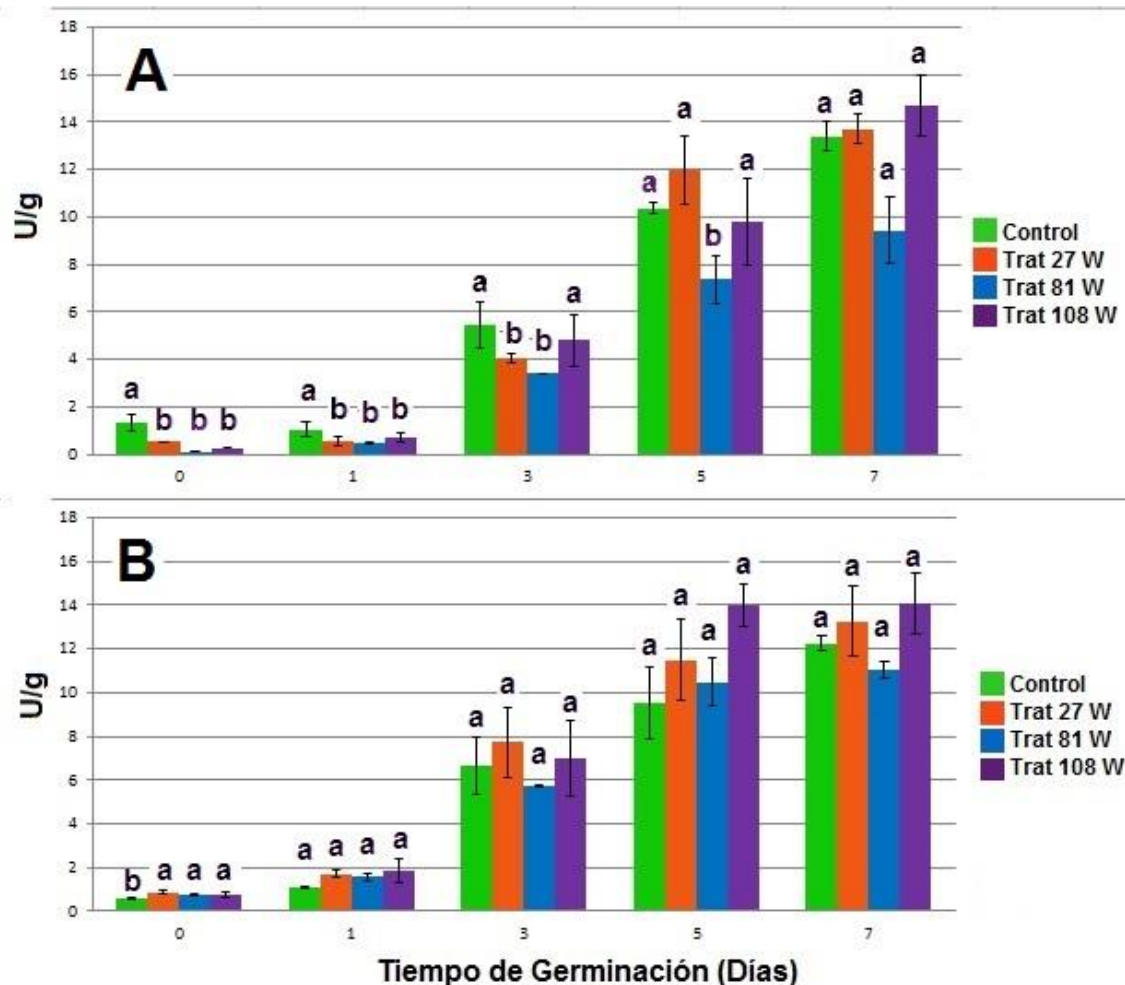 A
18
16
14
12
10
8
6
4
2
0
U/g
a b b b
a b b b
a b b a
a a b a
a a a a
0 1 3 5 7
Control
Trat 27 W
Trat 81 W
Trat 108 W
B
18
16
14
12
10
8
6
4
2
0
U/g
b a a a
a a a a
a a a a
a a a a
a a a a
0 1 3 5 7
Control
Trat 27 W
Trat 81 W
Trat 108 W
Tiempo de Germinación (Días)